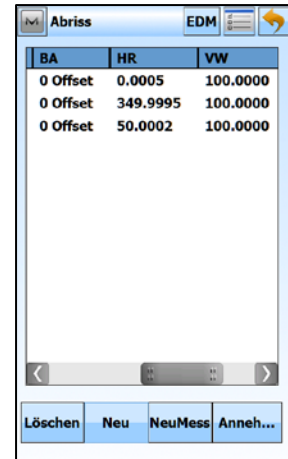 Abriss EDM
BA HR VW
0 Offset 0.0005 100.0000
0 Offset 349.9995 100.0000
0 Offset 50.0002 100.0000
Löschen Neu NeuMess Anneh...